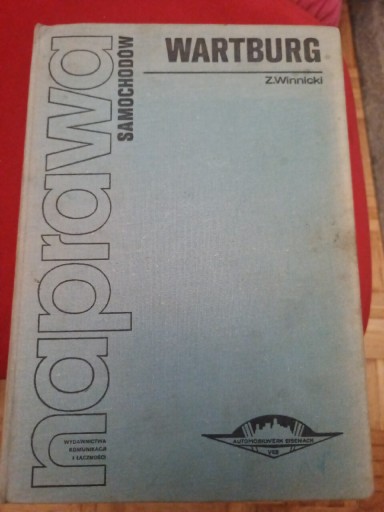 naprawa
SAMOCHODÓW
WARTBURG
Z.Winnicki
WYDAWNICTWA
KOMUNIKACJI
I ŁĄCZNOŚCI
AUTOMOBILWERK EISENACH
VEB